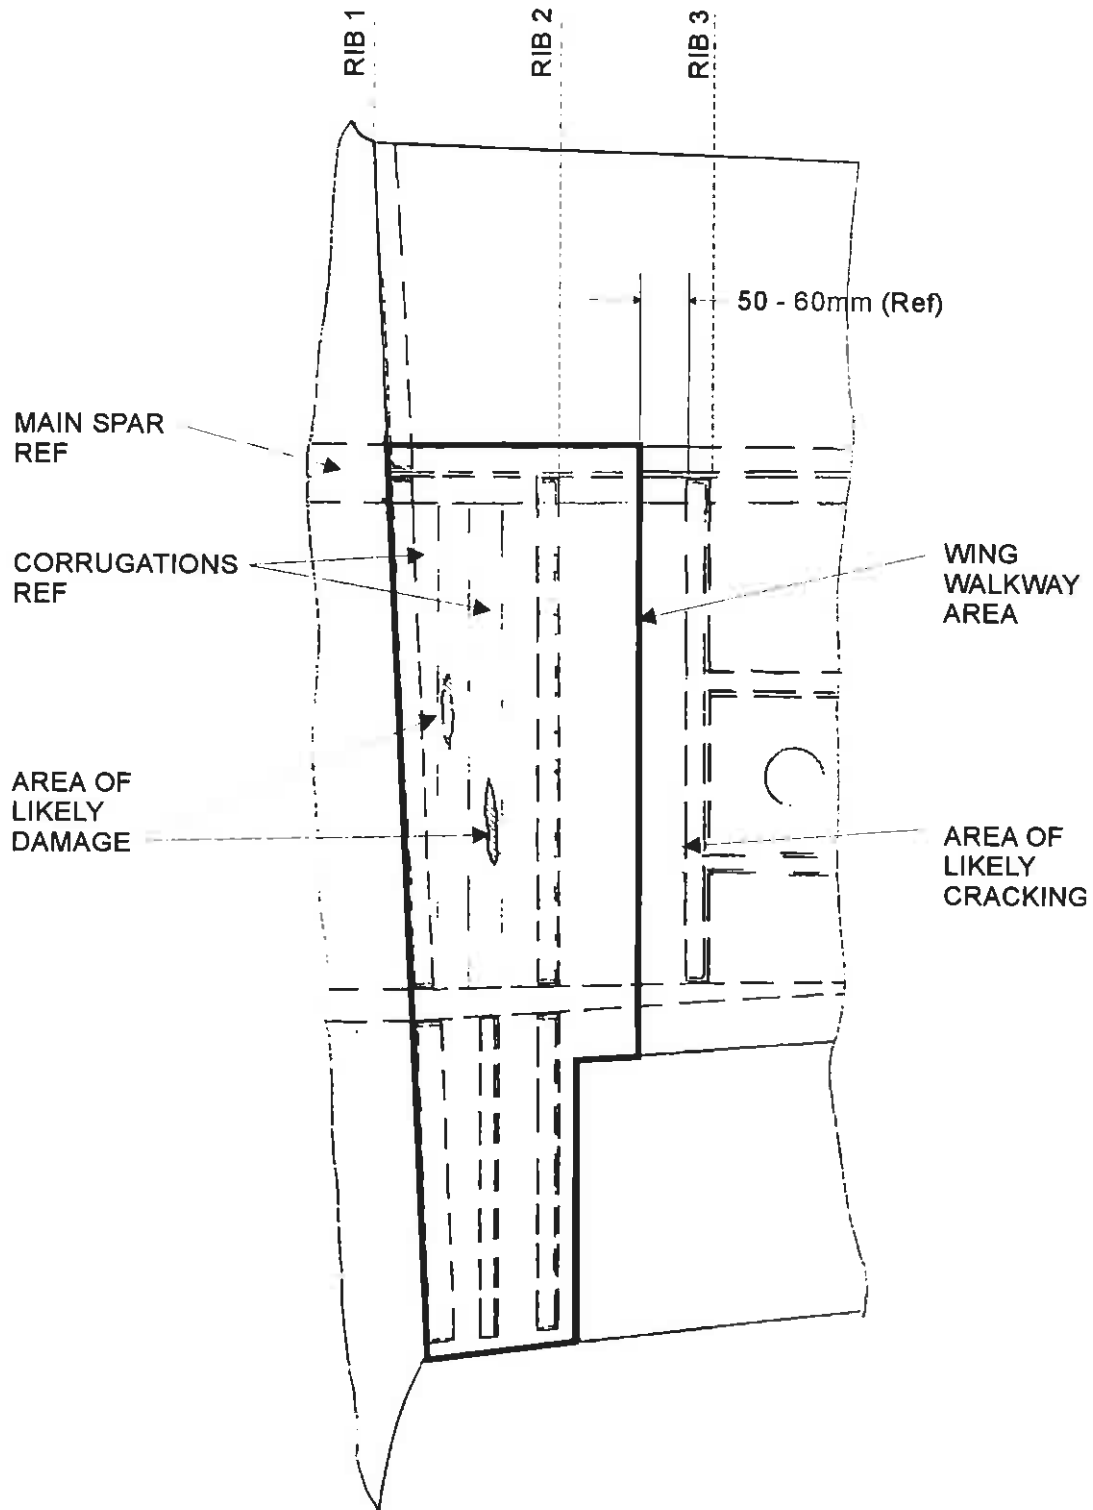 RIB 1
RIB 2
RIB 3
50 - 60mm (Ref)
MAIN SPAR
REF
CORRUGATIONS
REF
WING
WALKWAY
AREA
AREA OF
LIKELY
DAMAGE
AREA OF
LIKELY
CRACKING